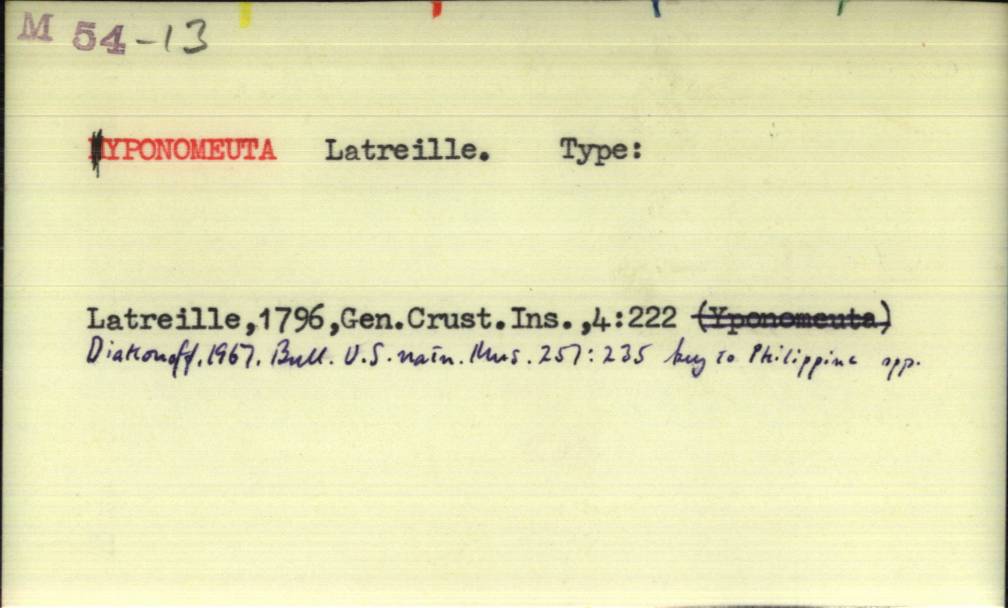 M 54-13
YPONOMEUTA Latreille. Type:
Latreille,1796,Gen.Crust.Ins.,4:222 (Yponomeuta)
Diakonoff, 1967. Bull. U.S. natn. Mus. 257: 235 key to Philippine spp.